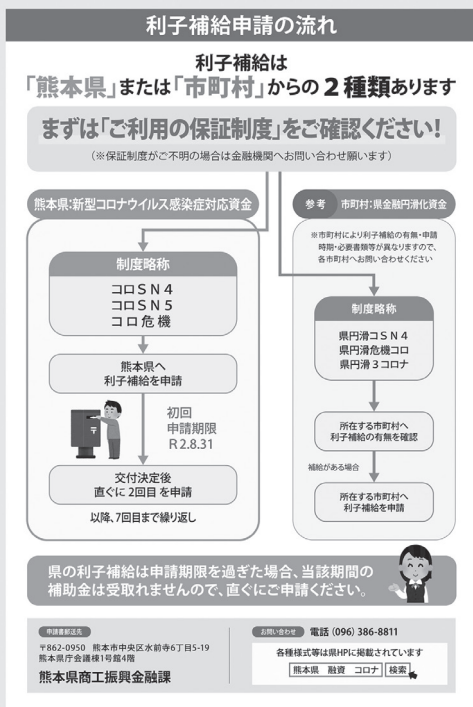 利子補給申請の流れ
利子補給は
「熊本県」または「市町村」からの2種類あります
まずは「ご利用の保証制度」をご確認ください!
(※保証制度がご不明の場合は金融機関へお問い合わせ願います)
熊本県:新型コロナウイルス感染症対応資金
制度略称
コロSN4
コロSN5
コロ危機
熊本県へ
利子補給を申請
〒
初回
申請期限
R2.8.31
交付決定後
直ぐに2回目を申請
以降、7回目まで繰り返し
参考 市町村:県金融円滑化資金
※市町村により利子補給の有無・申請
時期・必要書類等が異なりますので、
各市町村へお問い合わせください
制度略称
県円滑コSN4
県円滑危機コロ
県円滑3コロナ
所在する市町村へ
利子補給の有無を確認
補給がある場合
所在する市町村へ
利子補給を申請
県の利子補給は申請期限を過ぎた場合、当該期間の
補助金は受取れませんので、直ぐにご申請ください。
申請書郵送先
〒862-0950 熊本市中央区水前寺6丁目5-19
熊本県庁会議棟1号館4階
熊本県商工振興金融課
お問い合わせ 電話(096)386-8811
各種様式等は県HPに掲載されています
熊本県 融資 コロナ 検索